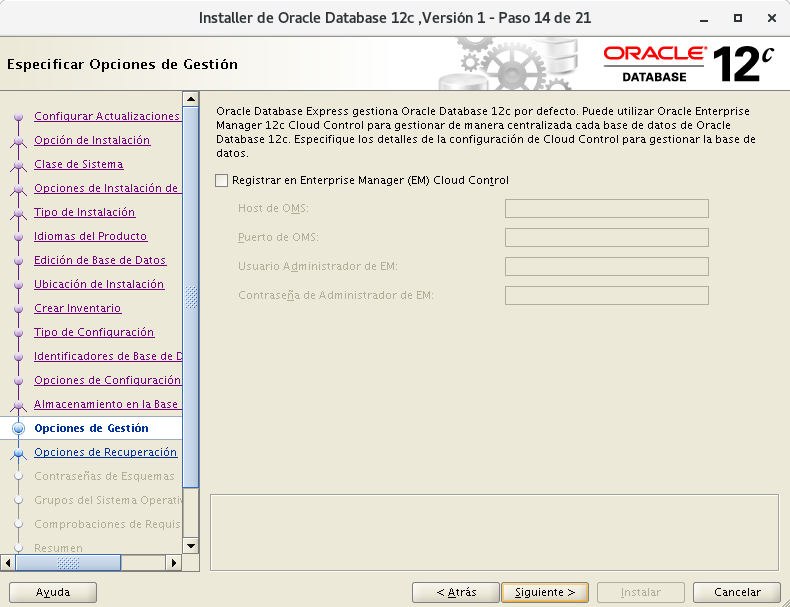 Installer de Oracle Database 12c ,Versión 1 - Paso 14 de 21
Especificar Opciones de Gestión
ORACLE
DATABASE
12c
Configurar Actualizaciones
Opción de Instalación
Clase de Sistema
Opciones de Instalación de
Tipo de Instalación
Idiomas del Producto
Edición de Base de Datos
Ubicación de Instalación
Crear Inventario
Tipo de Configuración
Identificadores de Base de D
Opciones de Configuración
Almacenamiento en la Base
Opciones de Gestión
Opciones de Recuperación
Contraseñas de Esquemas
Grupos del Sistema Operativ
Comprobaciones de Requis
Resumen
Oracle Database Express gestiona Oracle Database 12c por defecto. Puede utilizar Oracle Enterprise
Manager 12c Cloud Control para gestionar de manera centralizada cada base de datos de Oracle
Database 12c. Especifique los detalles de la configuración de Cloud Control para gestionar la base de
datos.
Registrar en Enterprise Manager (EM) Cloud Control
Host de OMS:
Puerto de OMS:
Usuario Administrador de EM:
Contraseña de Administrador de EM:
Ayuda
< Atrás
Siguiente >
Instalar
Cancelar